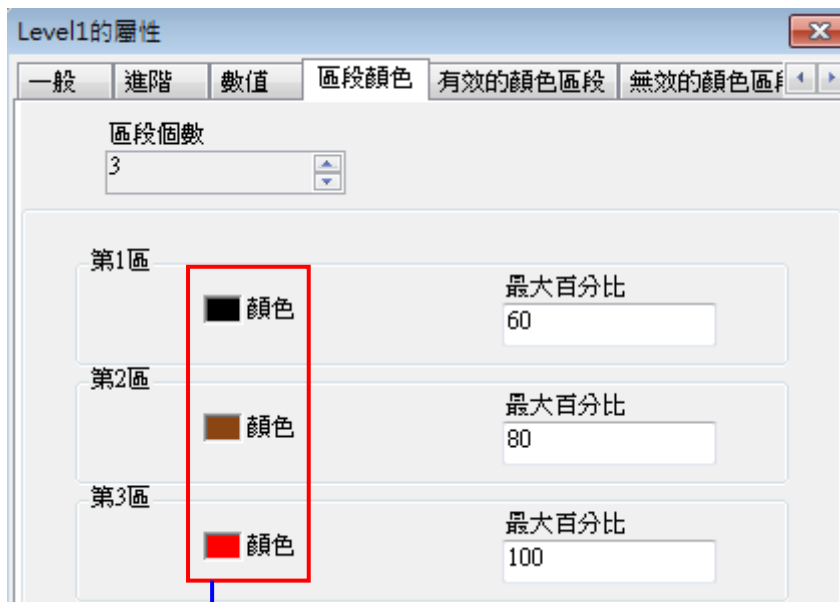 Level1的屬性
一般 進階 數值 區段顏色 有效的顏色區段 無效的顏色區
區段個數
3
第1區
顏色
最大百分比
60
第2區
顏色
最大百分比
80
第3區
顏色
最大百分比
100